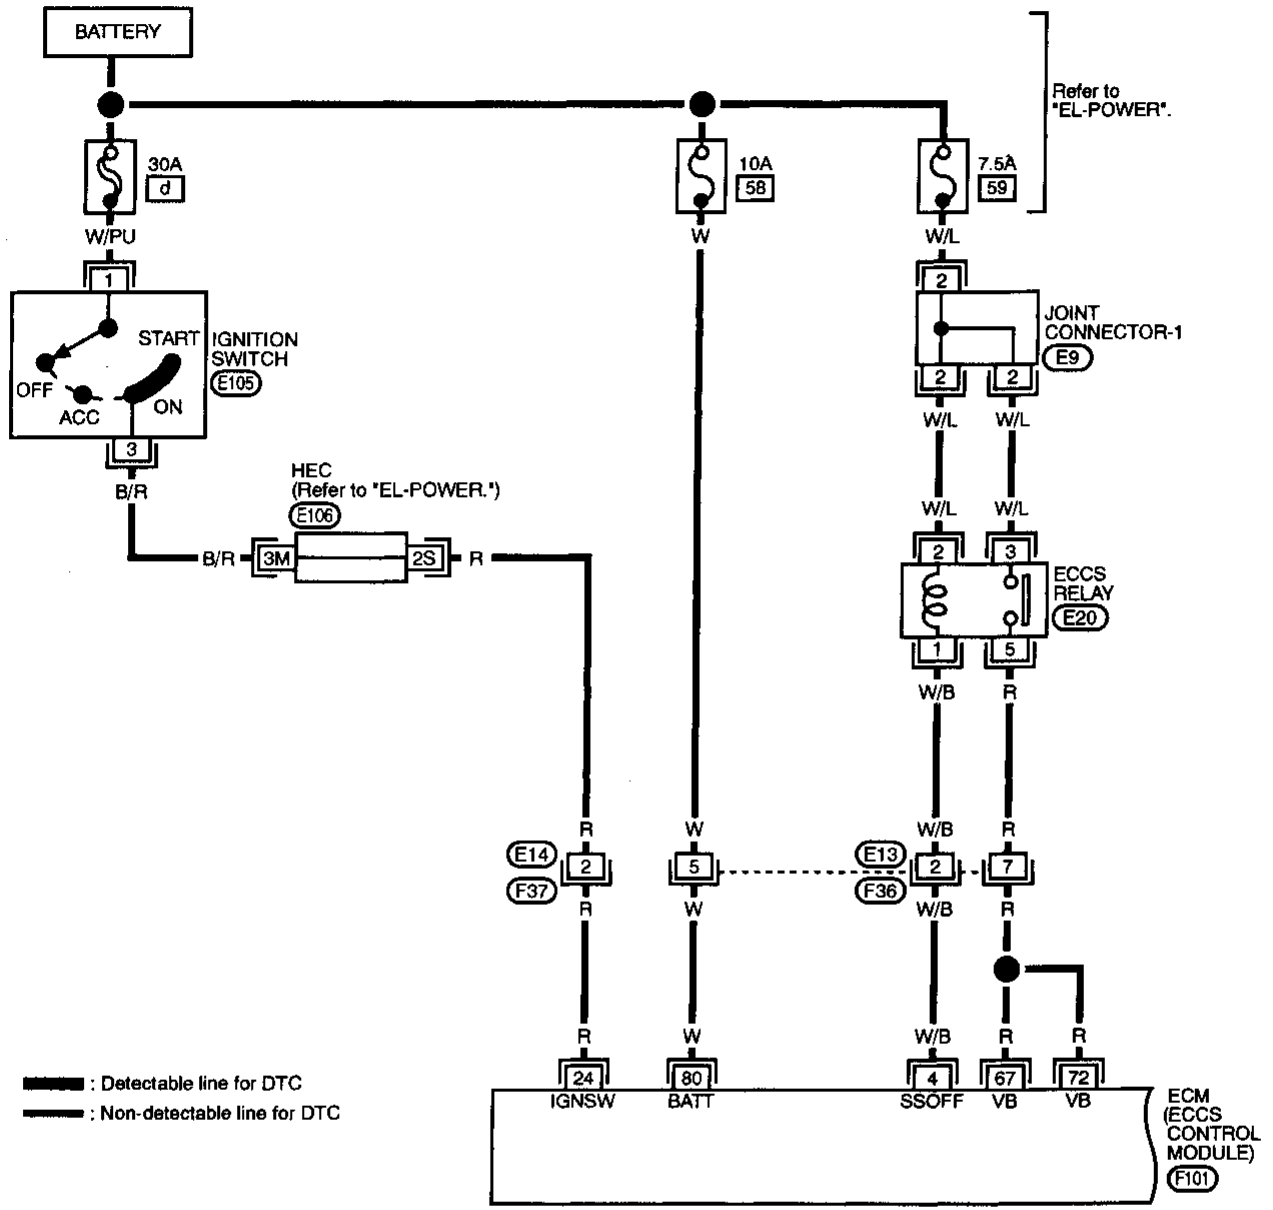 BATTERY
Refer to
"EL-POWER".
30A
d
10A
58
7.5A
59
W/PU
W
W/L
1
2
START
OFF
ACC
ON
IGNITION
SWITCH
E105
JOINT
CONNECTOR-1
E9
3
2
2
B/R
W/L
W/L
HEC
(Refer to "EL-POWER.")
E106
B/R
3M
2S
R
W/L
W/L
2
3
ECCS
RELAY
E20
1
5
W/B
R
R
W
W/B
R
E14
2
5
E13
2
7
F37
F36
R
W
W/B
R
R
W
W/B
R
R
24
80
4
67
72
IGNSW
BATT
SSOFF
VB
VB
ECM
(ECCS
CONTROL
MODULE)
F101
: Detectable line for DTC
: Non-detectable line for DTC